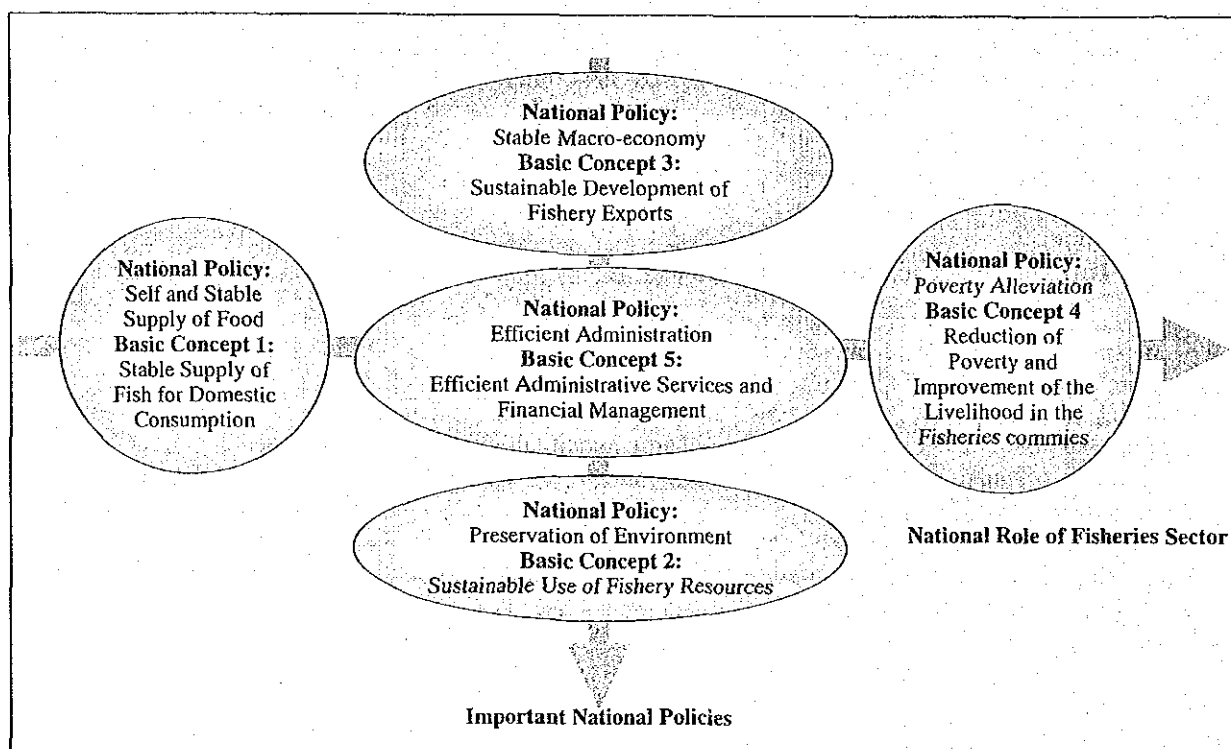 National Policy:
Stable Macro-economy
Basic Concept 3:
Sustainable Development of
Fishery Exports
National Policy:
Self and Stable
Supply of Food
Basic Concept 1:
Stable Supply of
Fish for Domestic
Consumption
National Policy:
Efficient Administration
Basic Concept 5:
Efficient Administrative Services and
Financial Management
National Policy:
Poverty Alleviation
Basic Concept 4
Reduction of
Poverty and
Improvement of the
Livelihood in the
Fisheries commies
National Policy:
Preservation of Environment
Basic Concept 2:
Sustainable Use of Fishery Resources
National Role of Fisheries Sector
Important National Policies